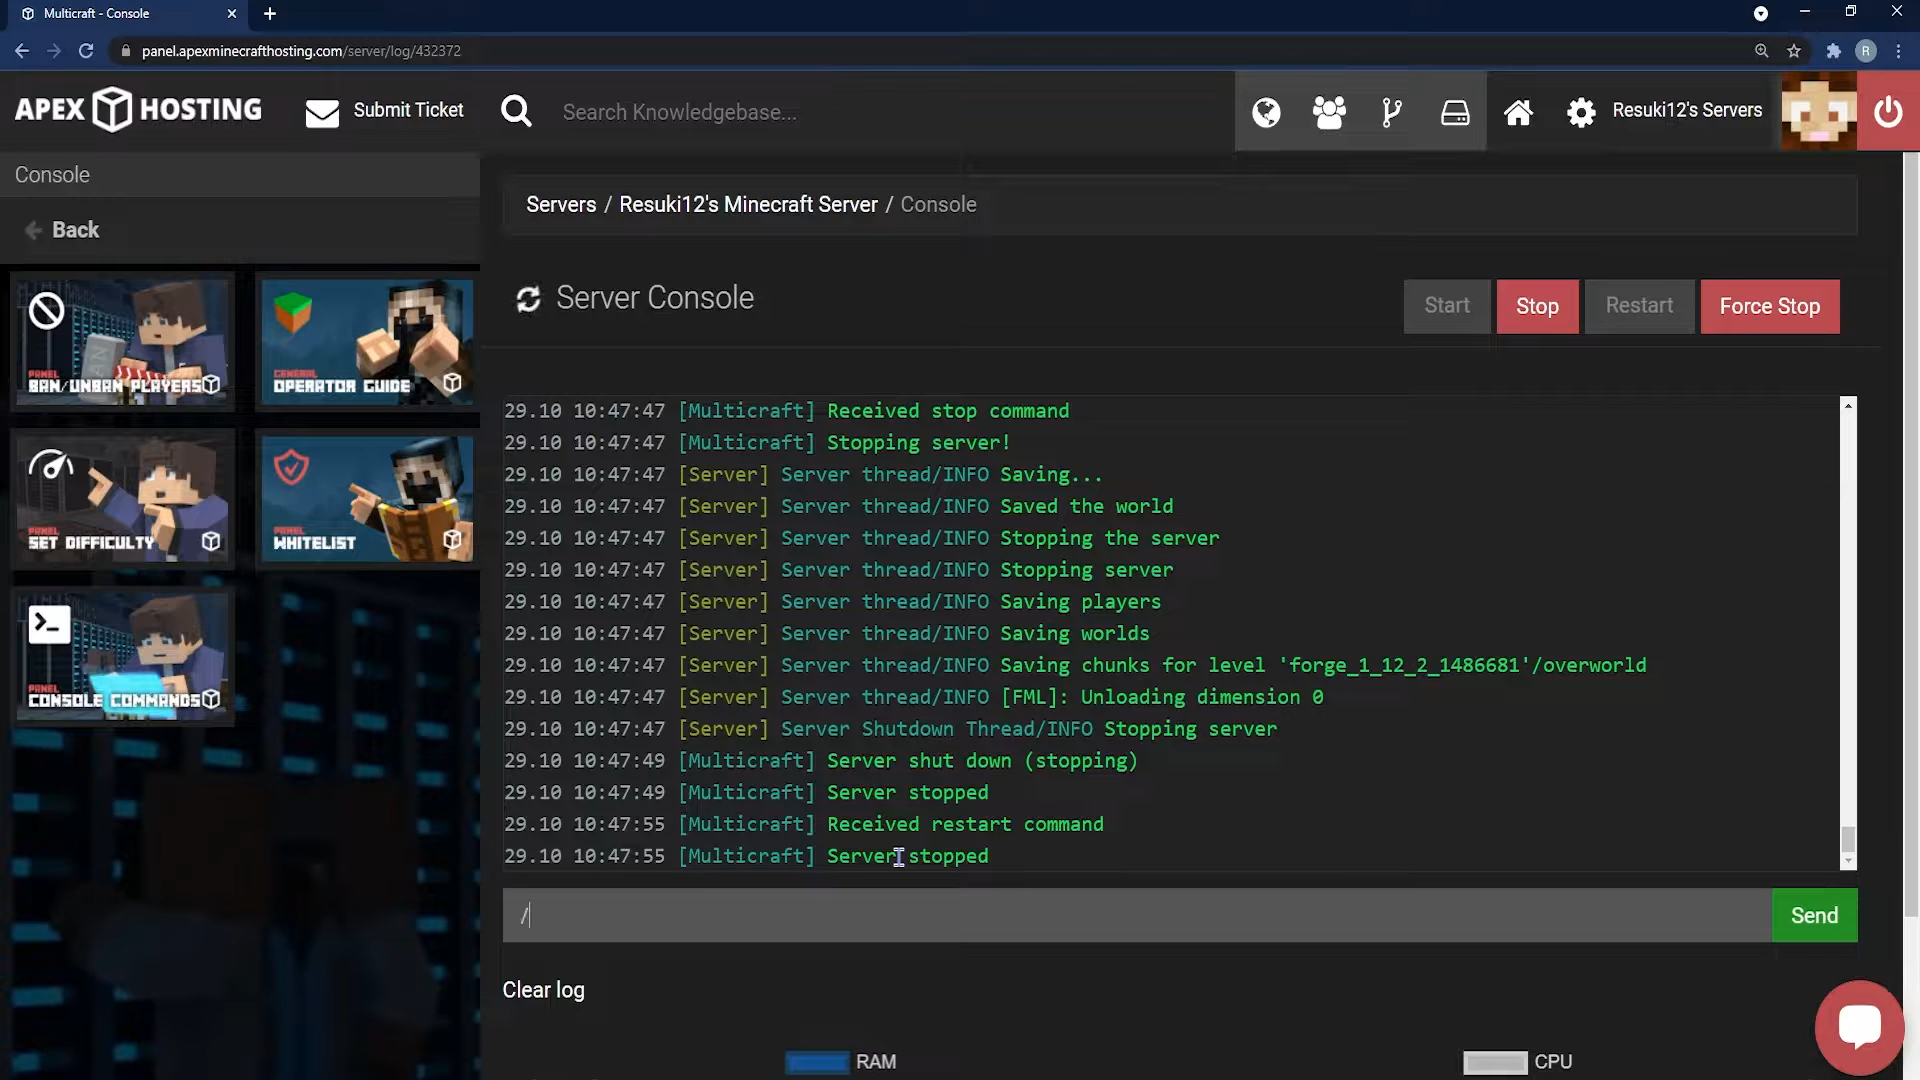 Multicraft - Console
panel.apexminecrafthosting.com/server/log/432372
R
APEX HOSTING
Submit Ticket
Search Knowledgebase...
Resuki12's Servers
Console
Back
Servers / Resuki12's Minecraft Server / Console
Server Console
Start
Stop
Restart
Force Stop
PANEL
BAN/UNBAN PLAYERS
GENERAL
OPERATOR GUIDE
PANEL
SET DIFFICULTY
PANEL
WHITELIST
PANEL
CONSOLE COMMANDS
29.10 10:47:47 [Multicraft] Received stop command
29.10 10:47:47 [Multicraft] Stopping server!
29.10 10:47:47 [Server] Server thread/INFO Saving...
29.10 10:47:47 [Server] Server thread/INFO Saved the world
29.10 10:47:47 [Server] Server thread/INFO Stopping the server
29.10 10:47:47 [Server] Server thread/INFO Stopping server
29.10 10:47:47 [Server] Server thread/INFO Saving players
29.10 10:47:47 [Server] Server thread/INFO Saving worlds
29.10 10:47:47 [Server] Server thread/INFO Saving chunks for level 'forge_1_12_2_1486681'/overworld
29.10 10:47:47 [Server] Server thread/INFO [FML]: Unloading dimension 0
29.10 10:47:47 [Server] Server Shutdown Thread/INFO Stopping server
29.10 10:47:49 [Multicraft] Server shut down (stopping)
29.10 10:47:49 [Multicraft] Server stopped
29.10 10:47:55 [Multicraft] Received restart command
29.10 10:47:55 [Multicraft] Server stopped
/
Send
Clear log
RAM
CPU